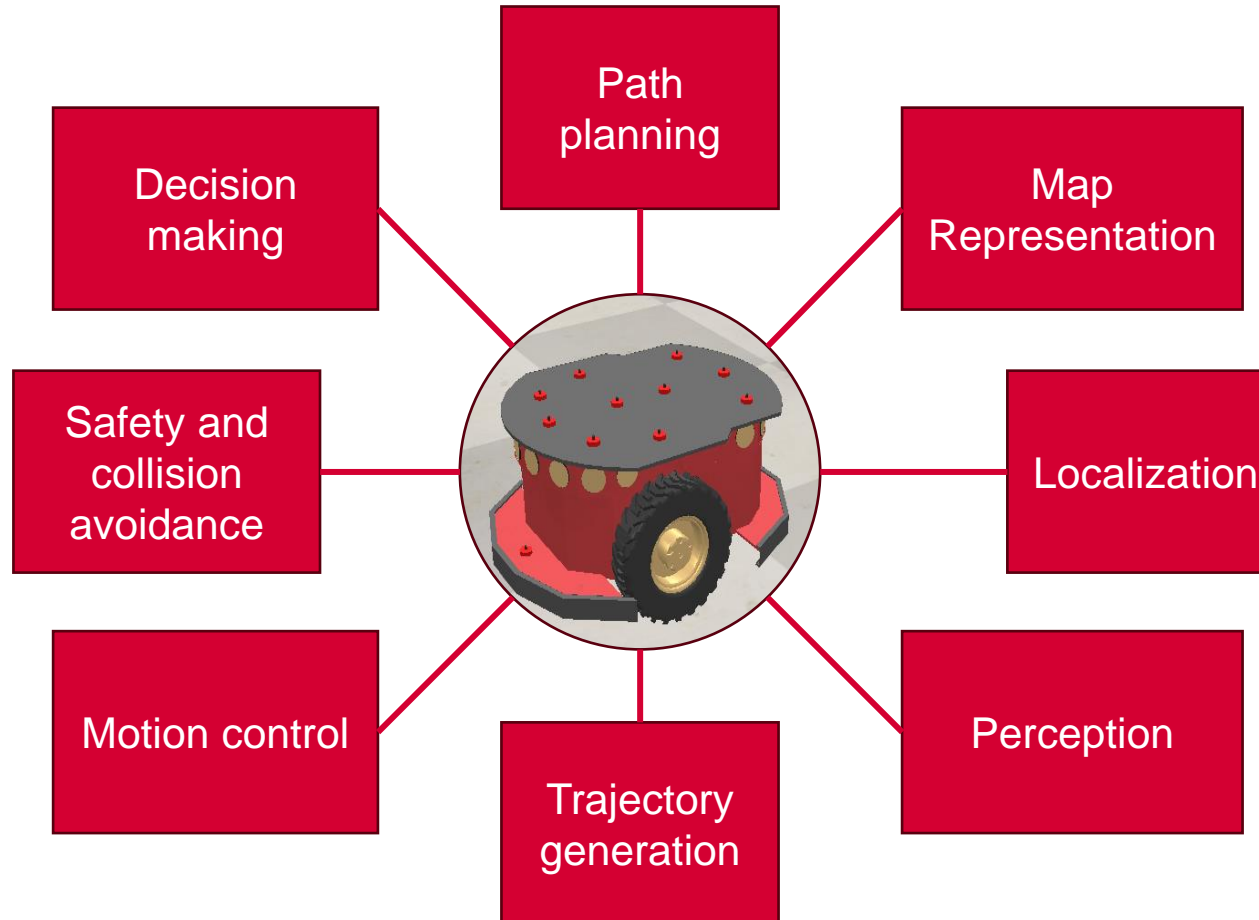 Path
planning
Decision
making
Map
Representation
Safety and
collision
avoidance
Localization
Motion control
Perception
Trajectory
generation